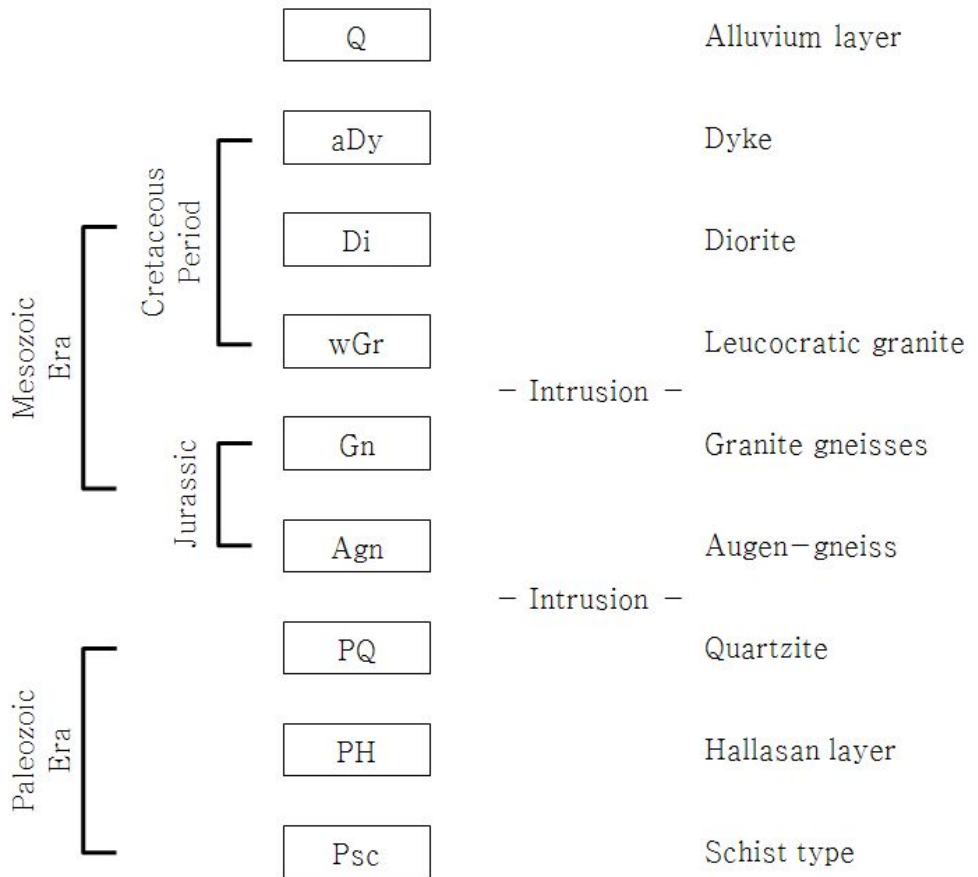 Q Alluvium layer
aDy Dyke
Cretaceous
Period
Di Diorite
Mesozoic
Era
wGr Leucocratic granite
- Intrusion -
Jurassic
Gn Granite gneisses
Agn Augen-gneiss
- Intrusion -
Paleozoic
Era
PQ Quartzite
PH Hallasan layer
Psc Schist type